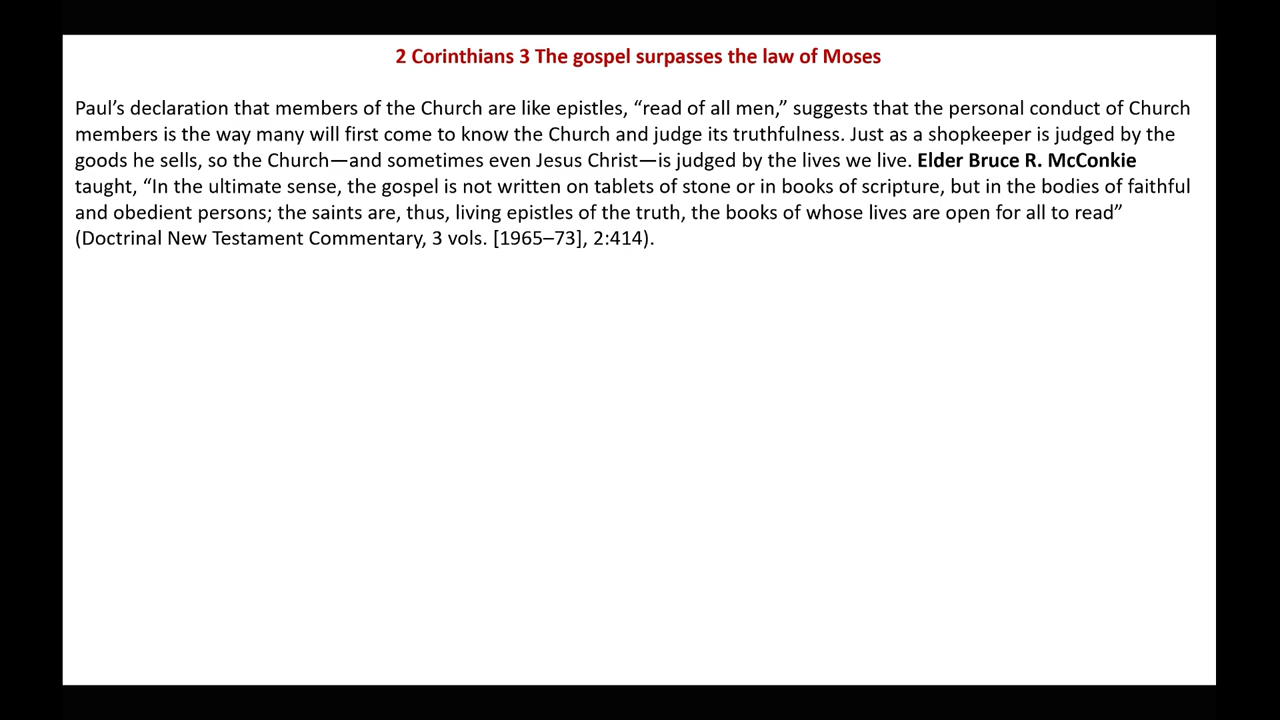 2 Corinthians 3 The gospel surpasses the law of Moses
Paul’s declaration that members of the Church are like epistles, “read of all men,” suggests that the personal conduct of Church
members is the way many will first come to know the Church and judge its truthfulness. Just as a shopkeeper is judged by the
goods he sells, so the Church—and sometimes even Jesus Christ—is judged by the lives we live. Elder Bruce R. McConkie
taught, “In the ultimate sense, the gospel is not written on tablets of stone or in books of scripture, but in the bodies of faithful
and obedient persons; the saints are, thus, living epistles of the truth, the books of whose lives are open for all to read”
(Doctrinal New Testament Commentary, 3 vols. [1965–73], 2:414).